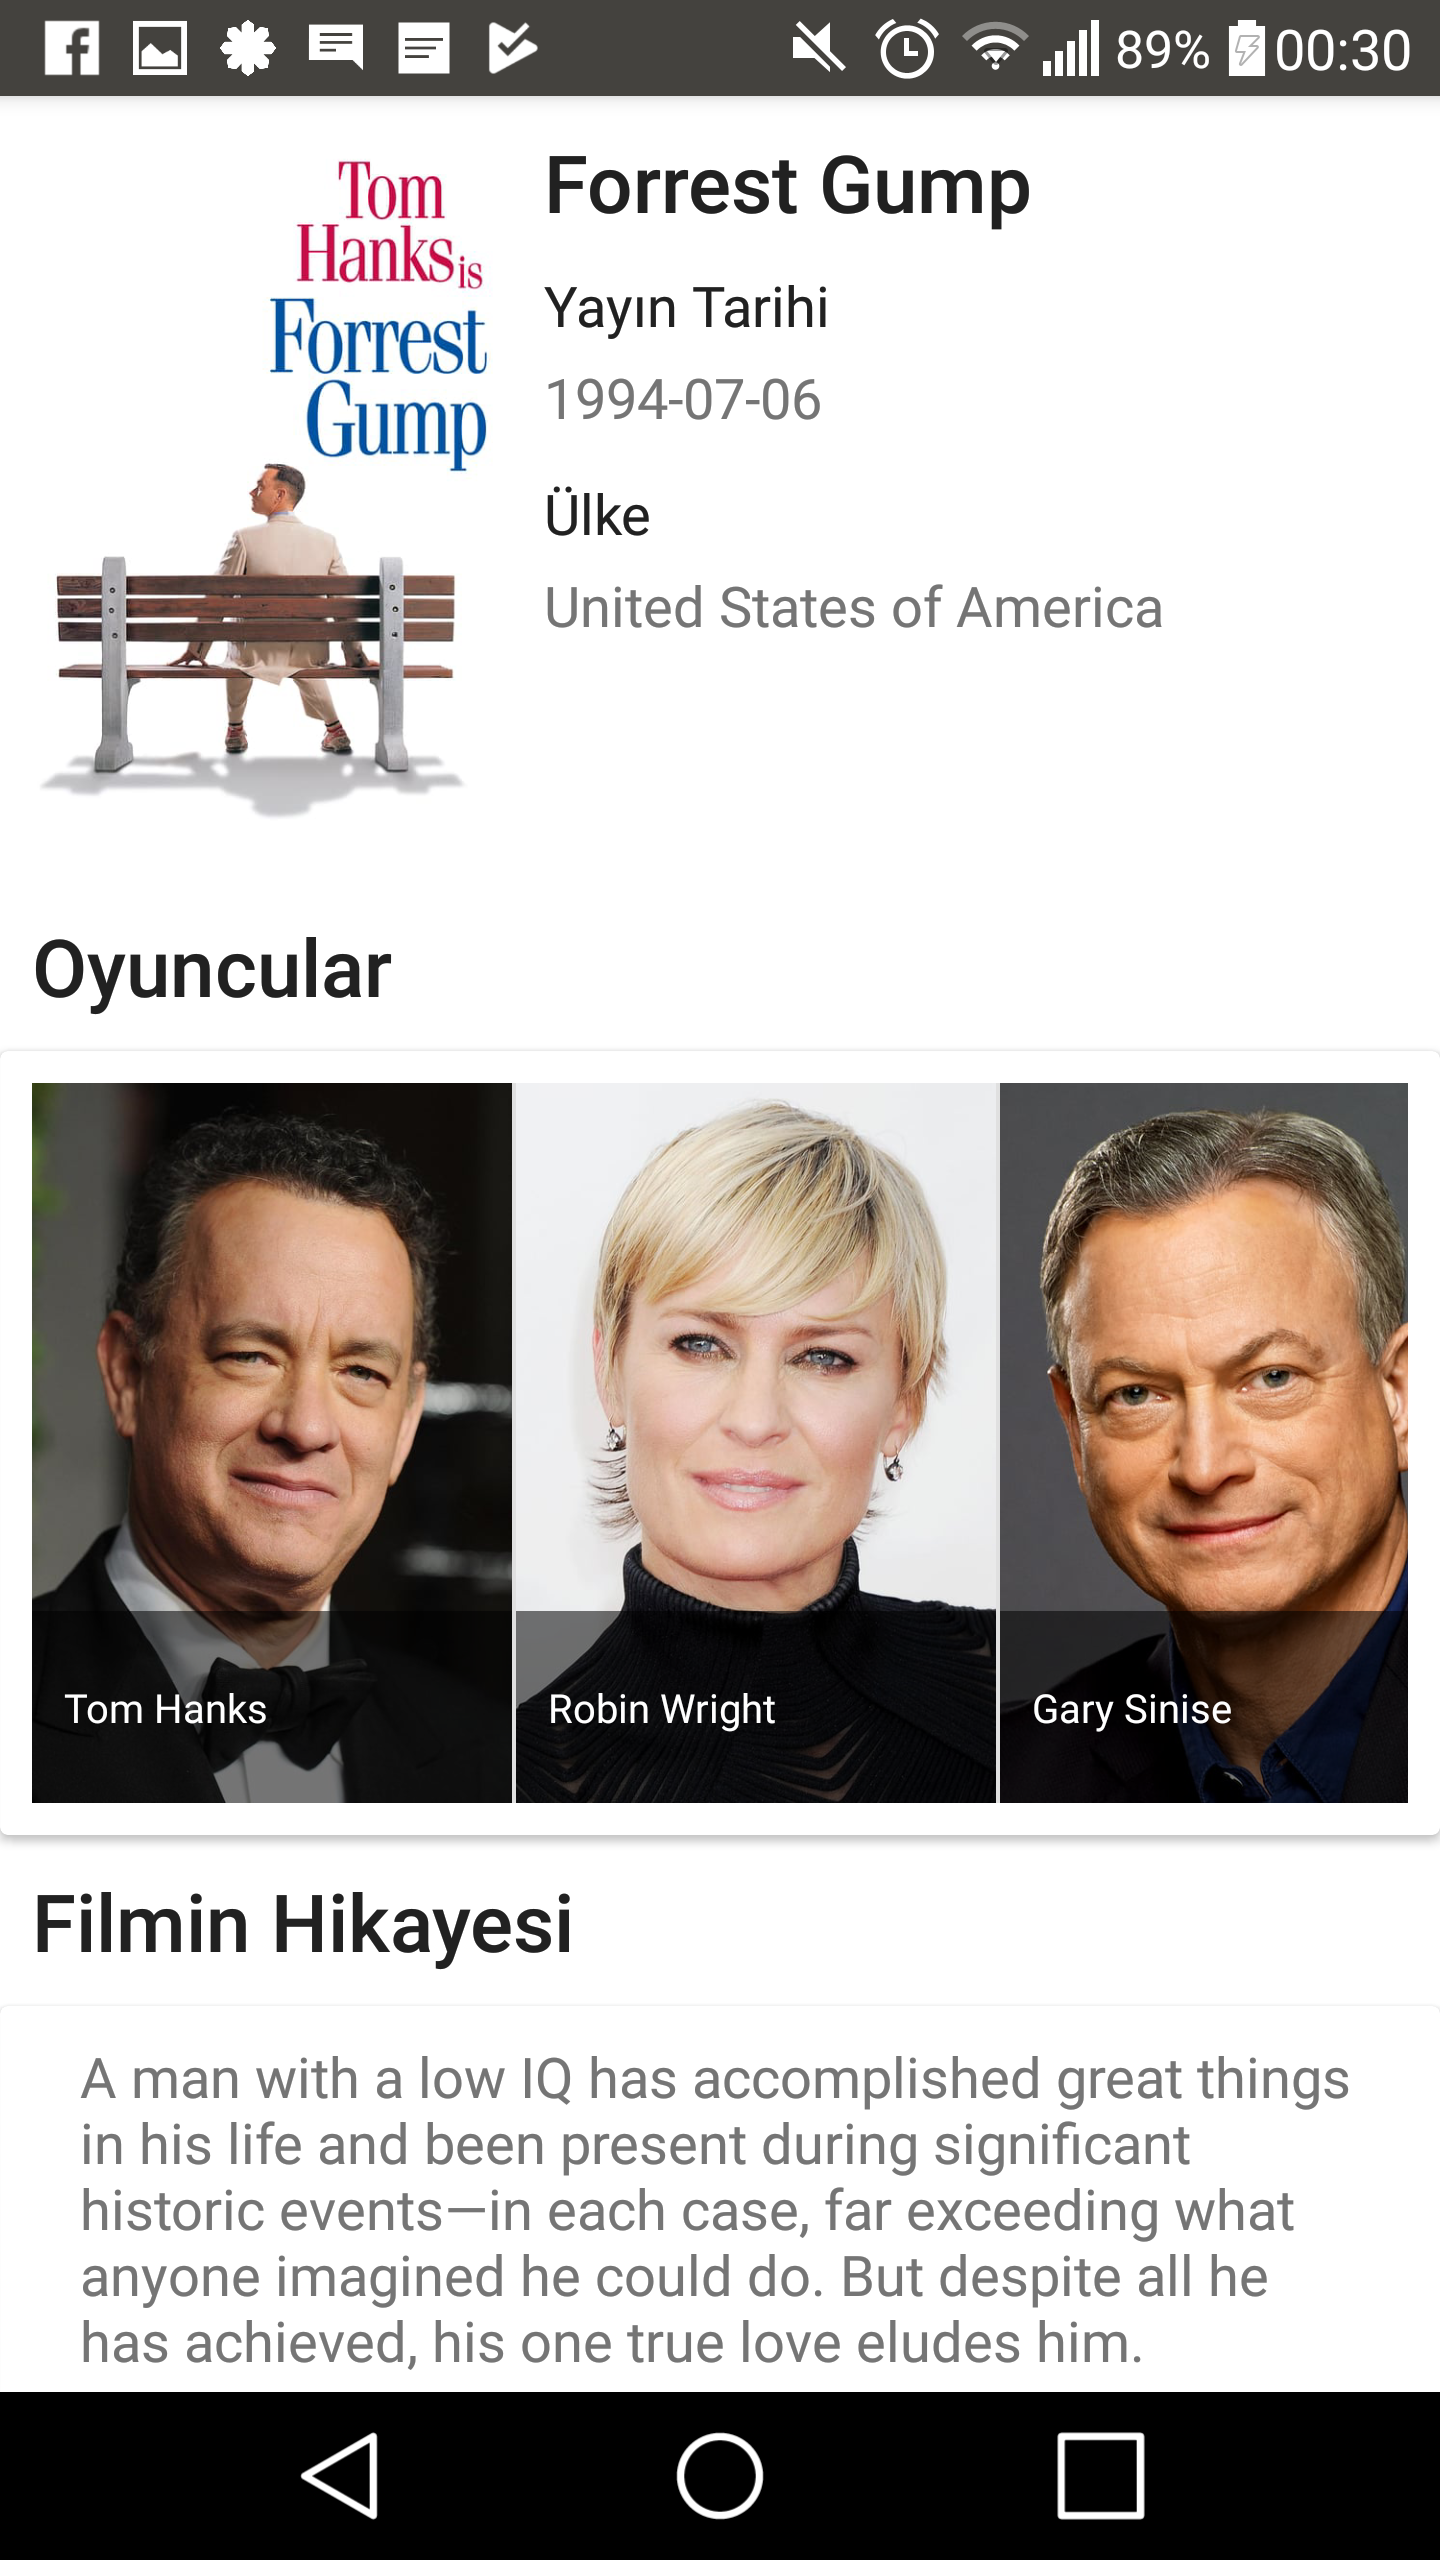 89% 00:30
Tom
Hanks is
Forrest
Gump
Forrest Gump
Yayın Tarihi
1994-07-06
Ülke
United States of America
Oyuncular
Tom Hanks
Robin Wright
Gary Sinise
Filmin Hikayesi
A man with a low IQ has accomplished great things
in his life and been present during significant
historic events—in each case, far exceeding what
anyone imagined he could do. But despite all he
has achieved, his one true love eludes him.